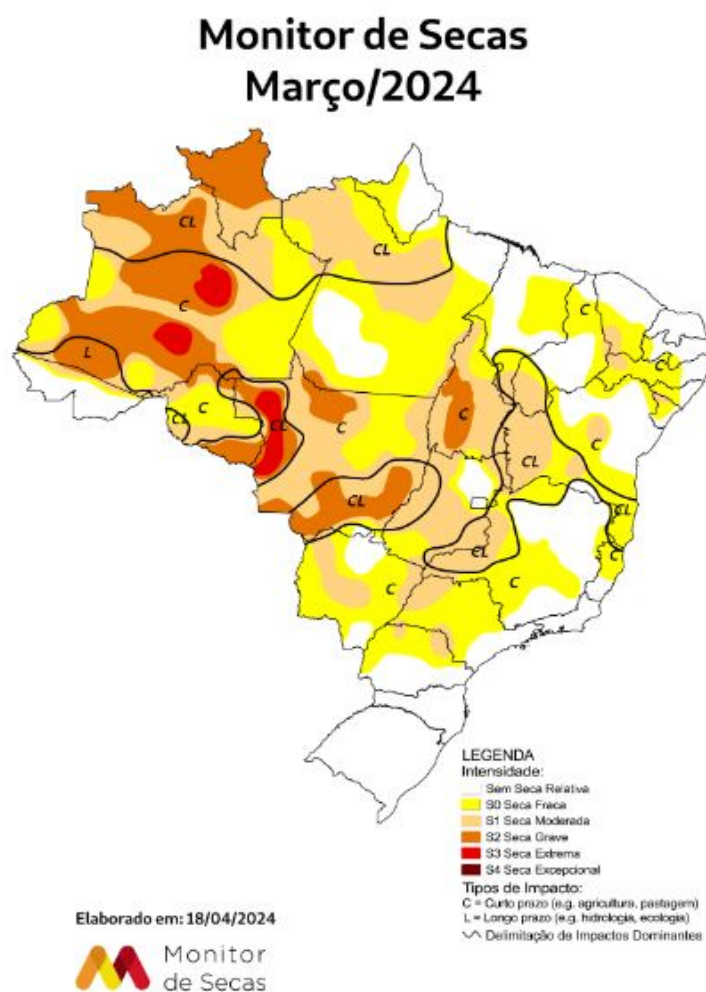 Monitor de Secas
Março/2024
CL
CL
C
C
L
C
CL
CL
C
C
C
C
CL
CL
CL
C
CL
C
C
C
LEGENDA
Intensidade:
Sem Seca Relativa
S0 Seca Fraca
S1 Seca Moderada
S2 Seca Grave
S3 Seca Extrema
S4 Seca Excepcional
Tipos de Impacto:
C = Curto prazo (e.g. agricultura, pastagem)
L = Longo prazo (e.g. hidrologia, ecologia)
Delimitação de Impactos Dominantes
Elaborado em: 18/04/2024
Monitor
de Secas